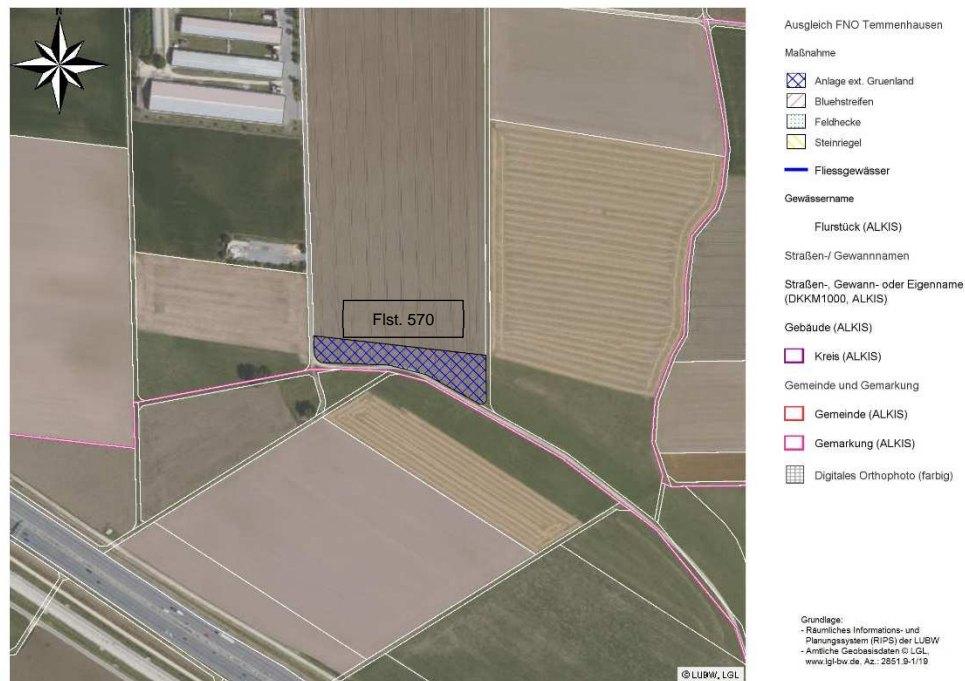 N
Flst. 570
©LUBW, LGL
Ausgleich FNO Temmenhausen
Maßnahme
Anlage ext. Gruenland
Bluehstreifen
Feldhecke
Steinriegel
Fliessgewässer
Gewässername
Flurstück (ALKIS)
Straßen-/ Gewannnamen
Straßen-, Gewann- oder Eigenname
(DKKM1000, ALKIS)
Gebäude (ALKIS)
Kreis (ALKIS)
Gemeinde und Gemarkung
Gemeinde (ALKIS)
Gemarkung (ALKIS)
Digitales Orthophoto (farbig)
Grundlage:
- Räumliches Informations- und
Planungssystem (RIPS) der LUBW
- Amtliche Geobasisdaten © LGL,
www.lgl-bw.de, Az.: 2851.9-1/19